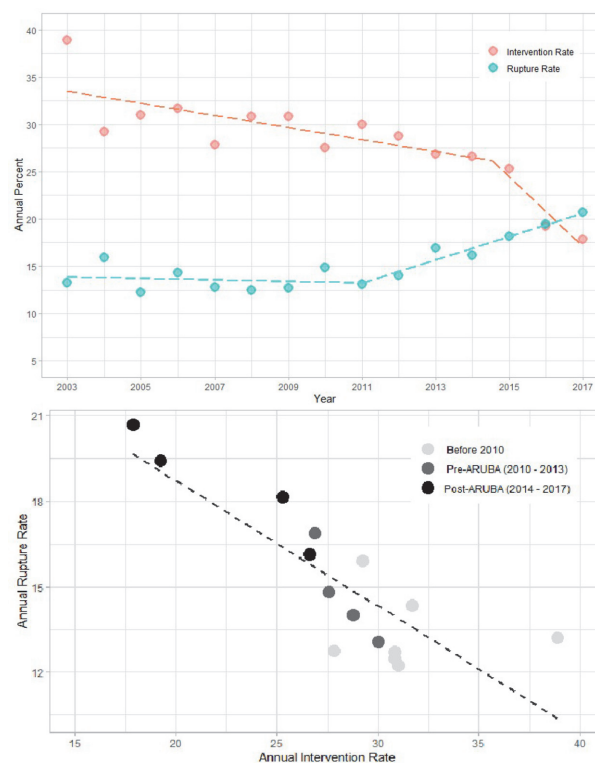 40
35
30
25
20
15
10
5
Annual Percent
Intervention Rate
Rupture Rate
2003 2005 2007 2009 2011 2013 2015 2017
Year
21
18
15
12
Annual Rupture Rate
Before 2010
Pre-ARUBA (2010 - 2013)
Post-ARUBA (2014 - 2017)
15 20 25 30 35 40
Annual Intervention Rate